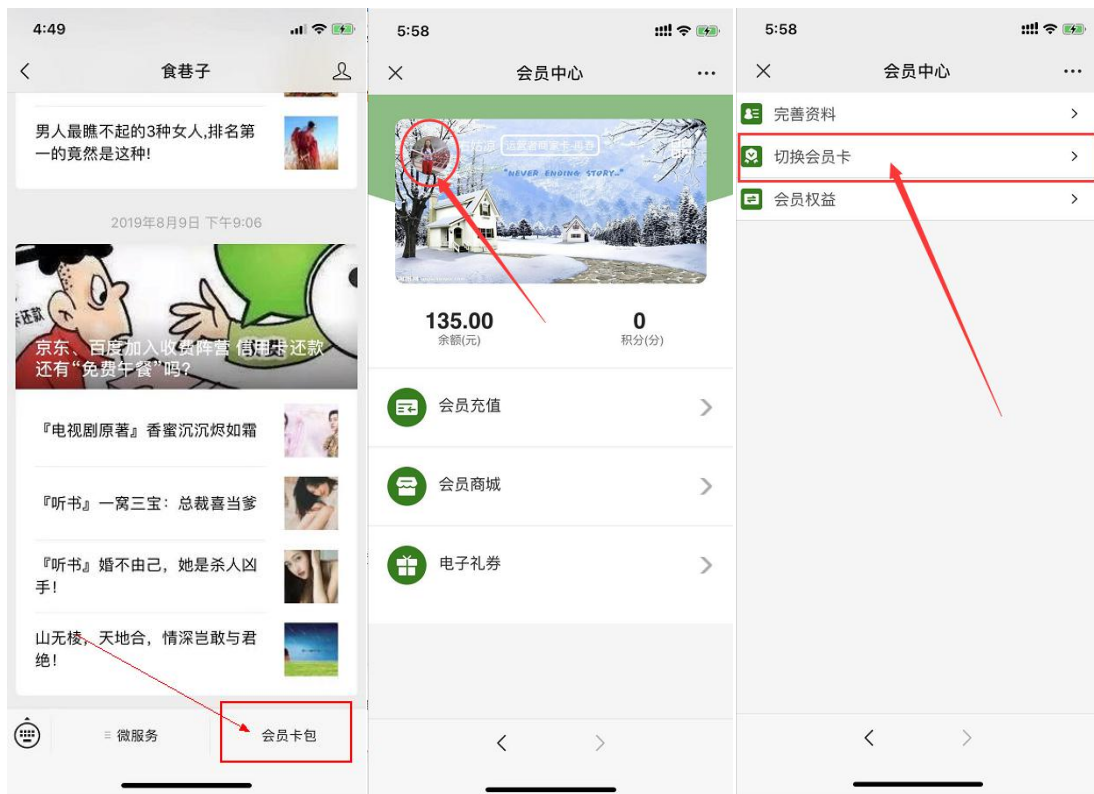 4:49
食巷子
男人最瞧不起的3种女人,排名第
一的竟然是这种!
2019年8月9日 下午9:06
卡还款
京东、百度加入收费阵营 信用卡还款
还有“免费午餐”吗?
『电视剧原著』香蜜沉沉烬如霜
『听书』一窝三宝：总裁喜当爹
『听书』婚不由己，她是杀人凶
手!
山无棱，天地合，情深岂敢与君
绝!
微服务
会员卡包
5:58
会员中心
"NEVER ENDING STORY.."
135.00
余额(元)
0
积分(分)
会员充值
会员商城
电子礼券
5:58
会员中心
完善资料
切换会员卡
会员权益